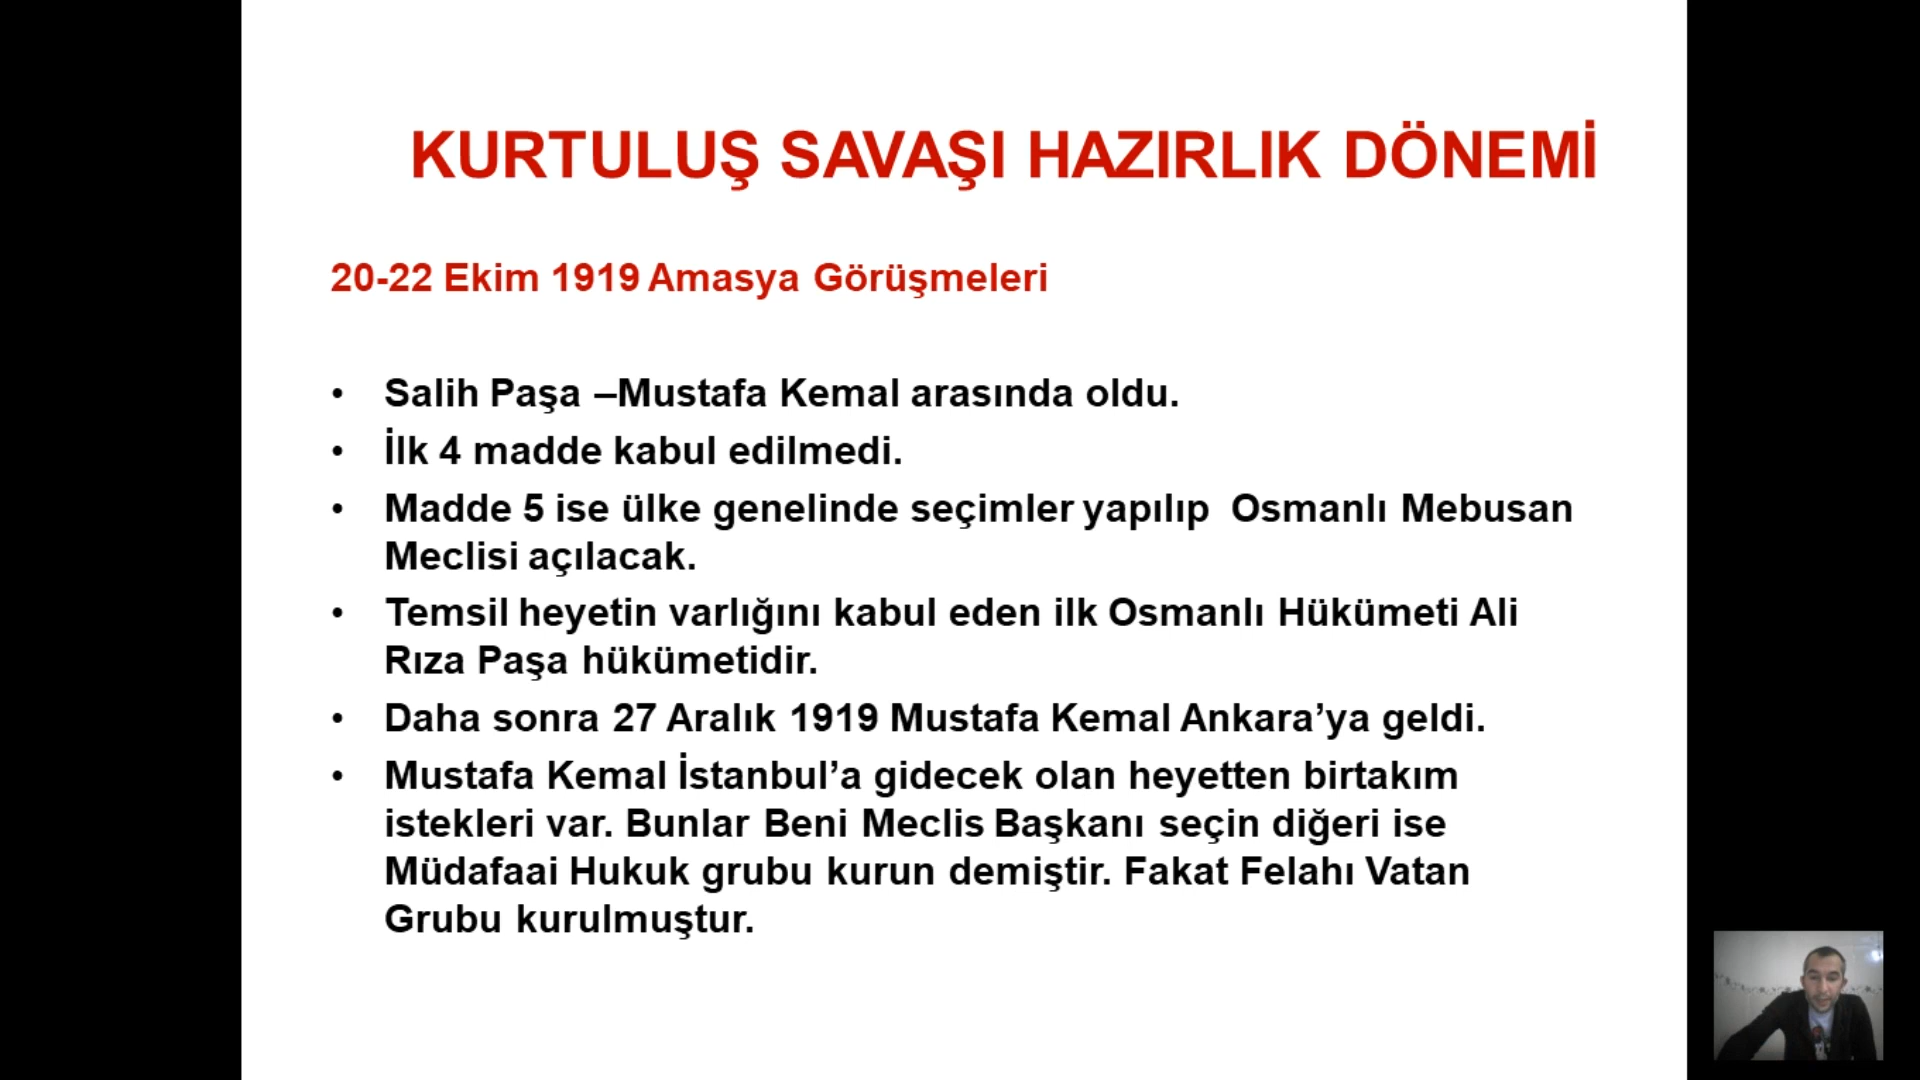 KURTULUŞ SAVAŞI HAZIRLIK DÖNEMİ
20-22 Ekim 1919 Amasya Görüşmeleri
• Salih Paşa –Mustafa Kemal arasında oldu.
• İlk 4 madde kabul edilmedi.
• Madde 5 ise ülke genelinde seçimler yapılıp Osmanlı Mebusan
Meclisi açılacak.
• Temsil heyetin varlığını kabul eden ilk Osmanlı Hükümeti Ali
Rıza Paşa hükümetidir.
• Daha sonra 27 Aralık 1919 Mustafa Kemal Ankara’ya geldi.
• Mustafa Kemal İstanbul’a gidecek olan heyetten birtakım
istekleri var. Bunlar Beni Meclis Başkanı seçin diğeri ise
Müdafaai Hukuk grubu kurun demiştir. Fakat Felahı Vatan
Grubu kurulmuştur.